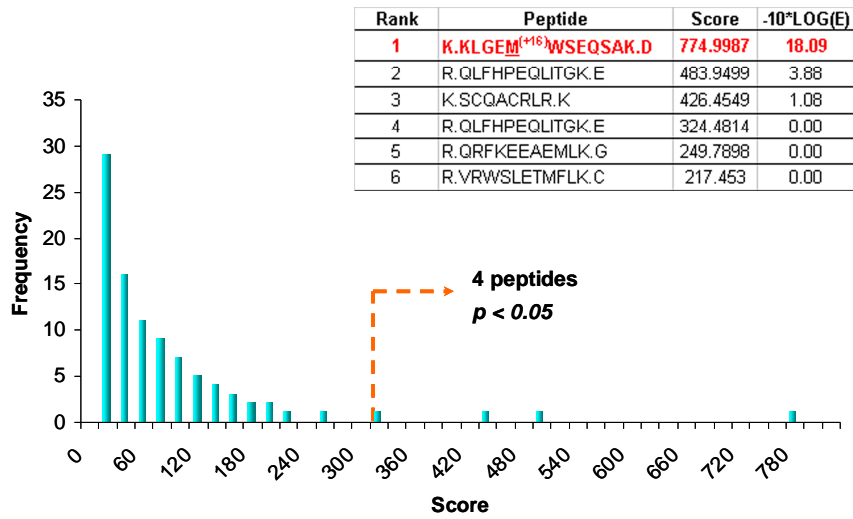 Rank Peptide Score -10*LOG(E)
1 K.KLGEM(+16)WSEQSAK.D 774.9987 18.09
2 R.QLFHPEQLITGK.E 483.9499 3.88
3 K.SCQACRLR.K 426.4549 1.08
4 R.QLFHPEQLITGK.E 324.4814 0.00
5 R.QRFKEEAEMLK.G 249.7898 0.00
6 R.VRWSLETMFLK.C 217.453 0.00
35
30
25
20
15
10
5
0
Frequency
4 peptides
p < 0.05
0 60 120 180 240 300 360 420 480 540 600 660 720 780
Score